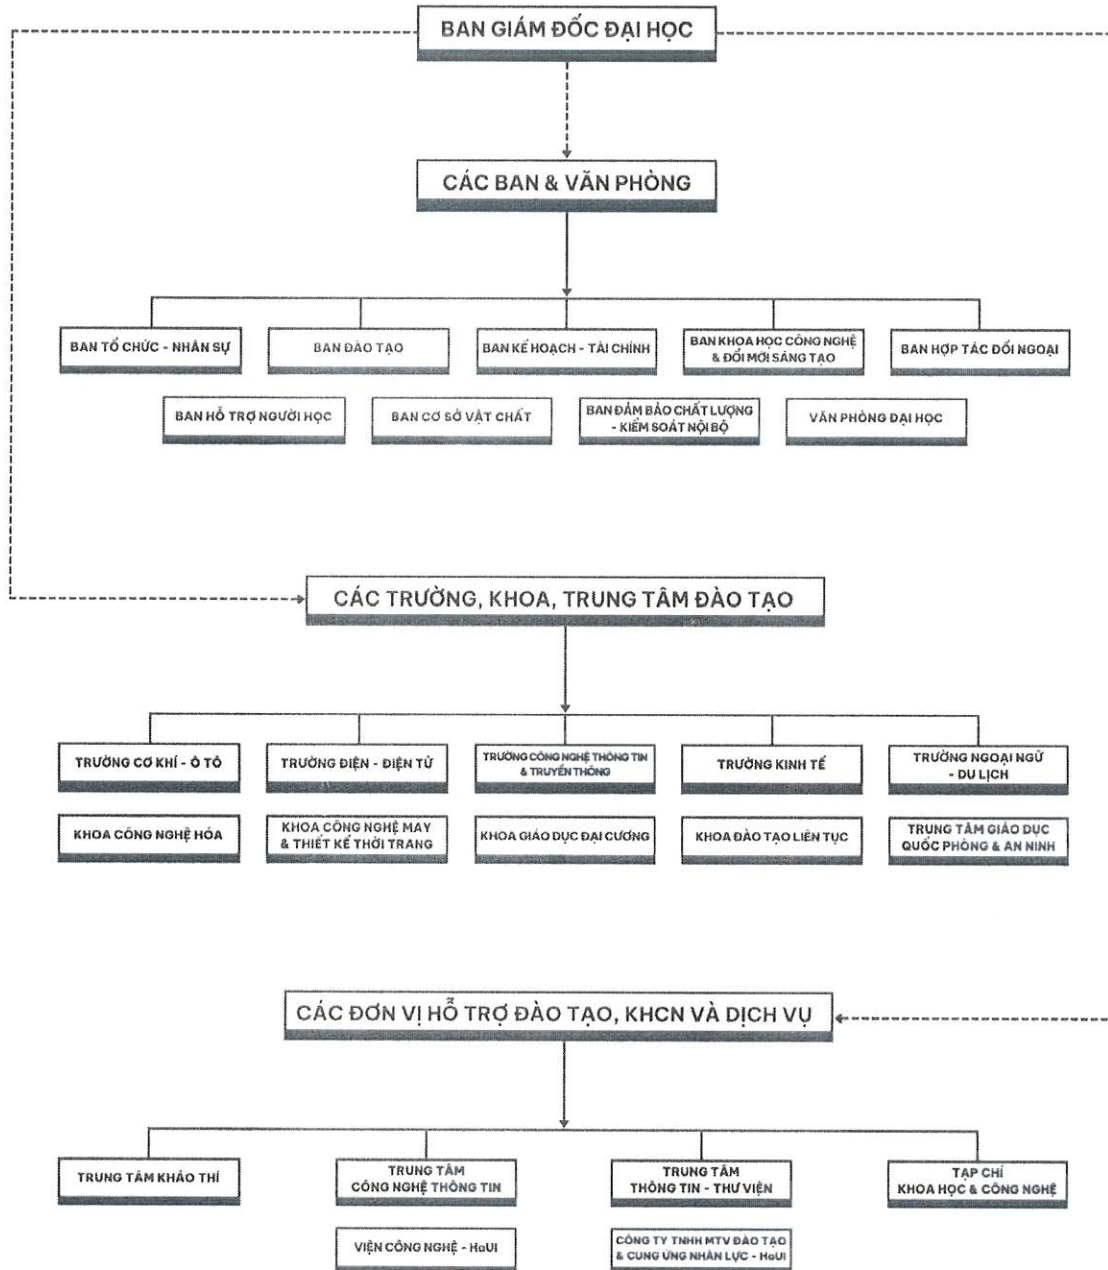 BAN GIÁM ĐỐC ĐẠI HỌC
CÁC BAN & VĂN PHÒNG
BAN TỔ CHỨC - NHÂN SỰ
BAN ĐÀO TẠO
BAN KẾ HOẠCH - TÀI CHÍNH
BAN KHOA HỌC CÔNG NGHỆ
& ĐỔI MỚI SÁNG TẠO
BAN HỢP TÁC ĐỐI NGOẠI
BAN HỖ TRỢ NGƯỜI HỌC
BAN CƠ SỞ VẬT CHẤT
BAN ĐẢM BẢO CHẤT LƯỢNG
- KIỂM SOÁT NỘI BỘ
VĂN PHÒNG ĐẠI HỌC
CÁC TRƯỜNG, KHOA, TRUNG TÂM ĐÀO TẠO
TRƯỜNG CƠ KHÍ - Ô TÔ
TRƯỜNG ĐIỆN - ĐIỆN TỬ
TRƯỜNG CÔNG NGHỆ THÔNG TIN
& TRUYỀN THÔNG
TRƯỜNG KINH TẾ
TRƯỜNG NGOẠI NGỮ
- DU LỊCH
KHOA CÔNG NGHỆ HÓA
KHOA CÔNG NGHỆ MAY
& THIẾT KẾ THỜI TRANG
KHOA GIÁO DỤC ĐẠI CƯƠNG
KHOA ĐÀO TẠO LIÊN TỤC
TRUNG TÂM GIÁO DỤC
QUỐC PHÒNG & AN NINH
CÁC ĐƠN VỊ HỖ TRỢ ĐÀO TẠO, KHCN VÀ DỊCH VỤ
TRUNG TÂM KHẢO THÍ
TRUNG TÂM
CÔNG NGHỆ THÔNG TIN
TRUNG TÂM
THÔNG TIN - THƯ VIỆN
TẠP CHÍ
KHOA HỌC & CÔNG NGHỆ
VIỆN CÔNG NGHỆ - HaUI
CÔNG TY TNHH MTV ĐÀO TẠO
& CUNG ỨNG NHÂN LỰC - HaUI